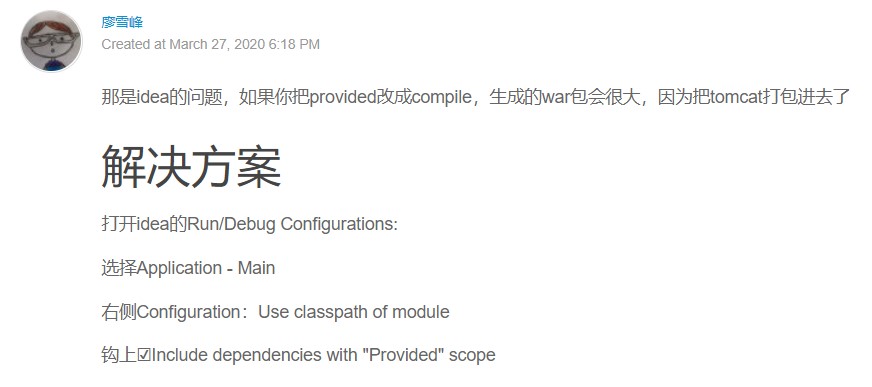 廖雪峰
Created at March 27, 2020 6:18 PM
那是idea的问题，如果你把provided改成compile，生成的war包会很大，因为把tomcat打包进去了
解决方案
打开idea的Run/Debug Configurations:
选择Application - Main
右侧Configuration：Use classpath of module
钩上☑Include dependencies with "Provided" scope